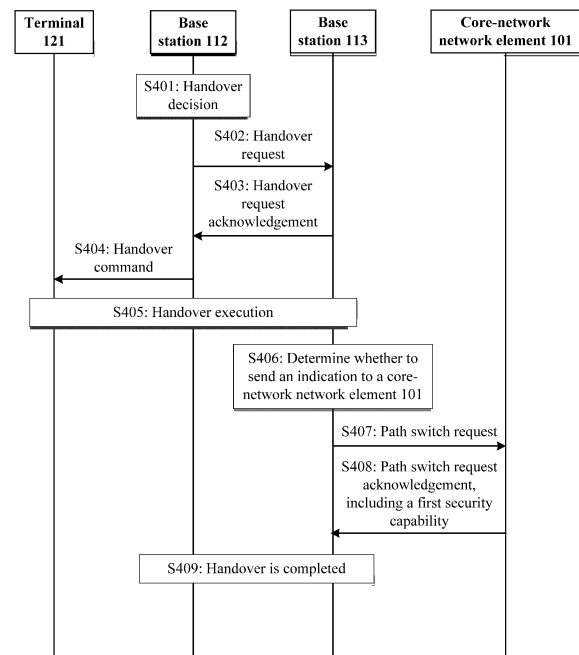 Terminal
121
Base
station 112
Base
station 113
Core-network
network element 101
S401: Handover
decision
S402: Handover
request
S403: Handover
request
acknowledgement
S404: Handover
command
S405: Handover execution
S406: Determine whether to
send an indication to a core-
network network element 101
S407: Path switch request
S408: Path switch request
acknowledgement,
including a first security
capability
S409: Handover is completed